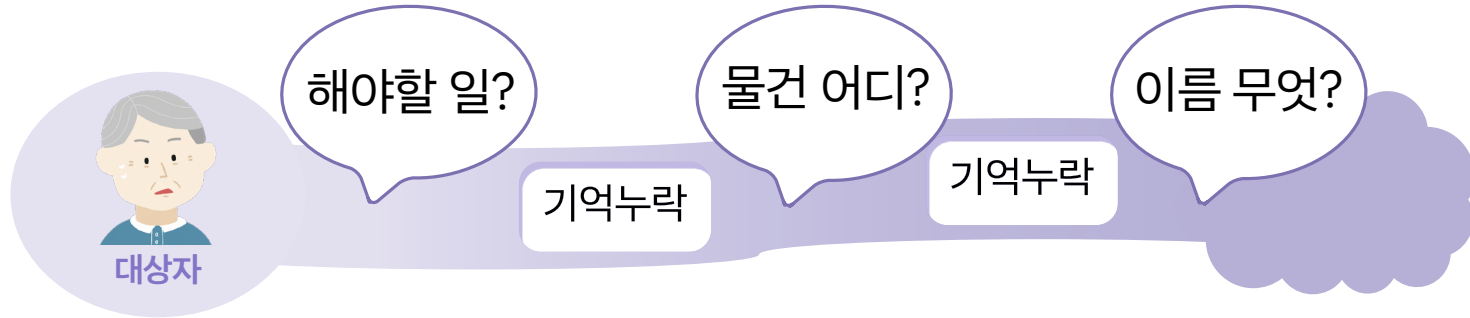 해야할 일?
물건 어디?
이름 무엇?
기억누락
기억누락
대상자